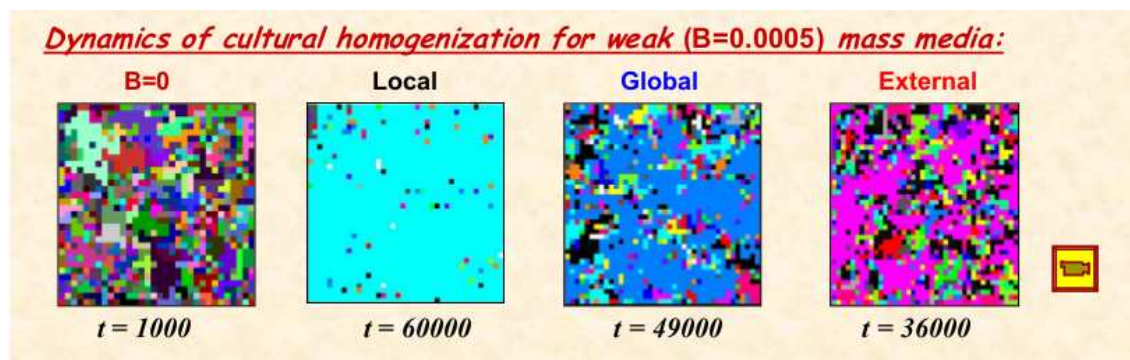 Dynamics of cultural homogenization for weak (B=0.0005) mass media:
B=0 Local Global External
t = 1000 t = 60000 t = 49000 t = 36000